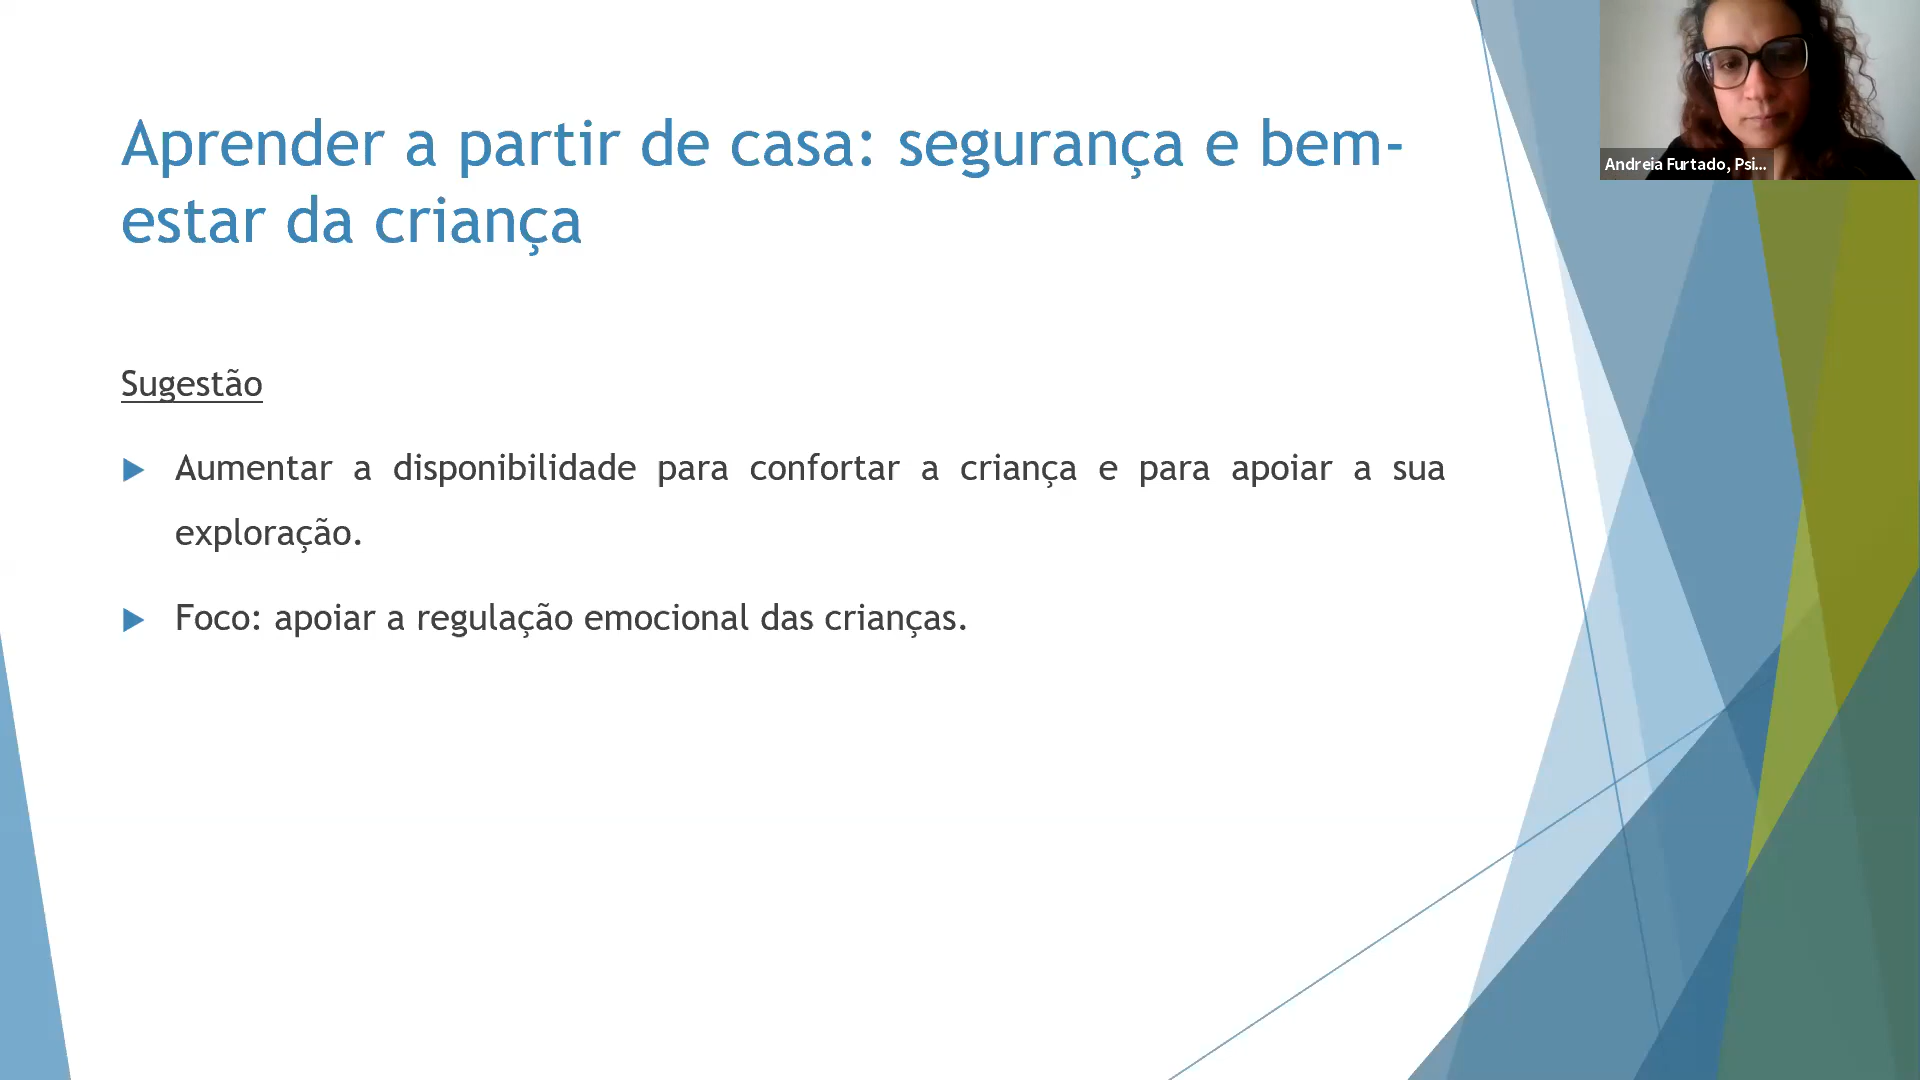 Aprender a partir de casa: segurança e bem-
estar da criança
Andreia Furtado, Psi...
Sugestão
Aumentar a disponibilidade para confortar a criança e para apoiar a sua
exploração.
Foco: apoiar a regulação emocional das crianças.